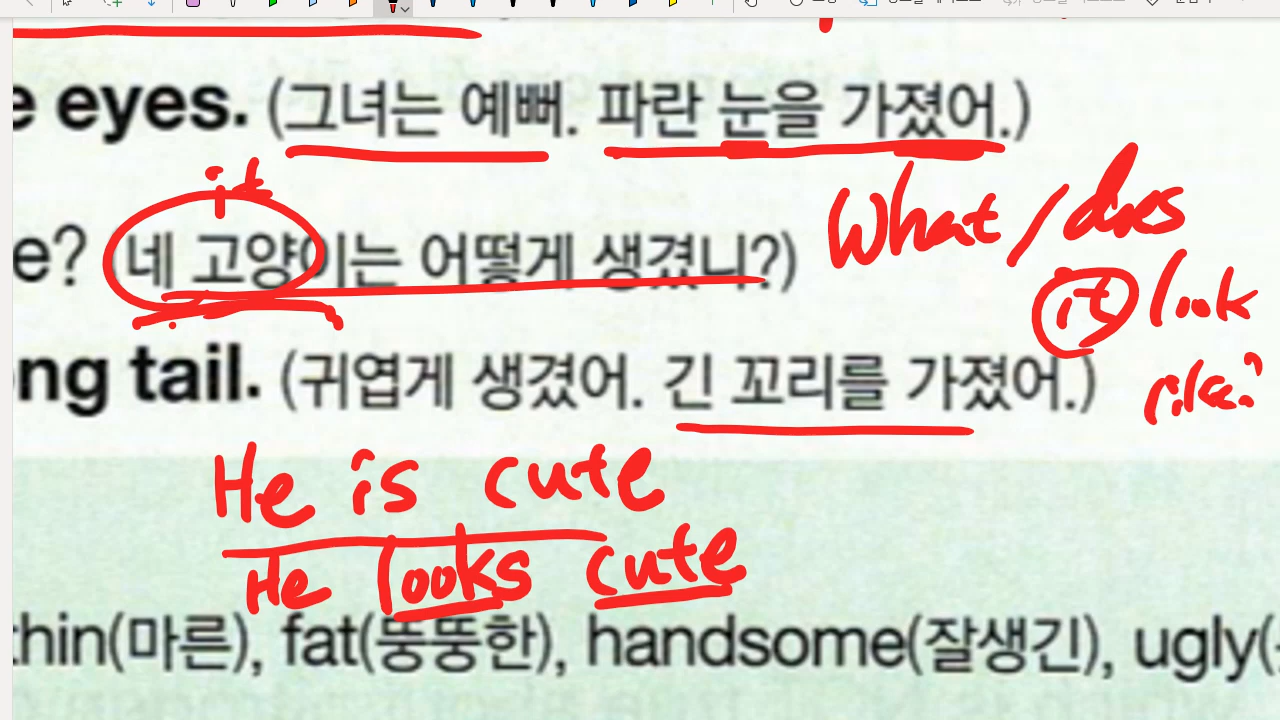 e eyes. (그녀는 예뻐. 파란 눈을 가졌어.)
it
e? (네 고양이는 어떻게 생겼니?)
What / does
it look
like?
ong tail. (귀엽게 생겼어. 긴 꼬리를 가졌어.)
He is cute
He looks cute
thin(마른), fat(뚱뚱한), handsome(잘생긴), ugly(